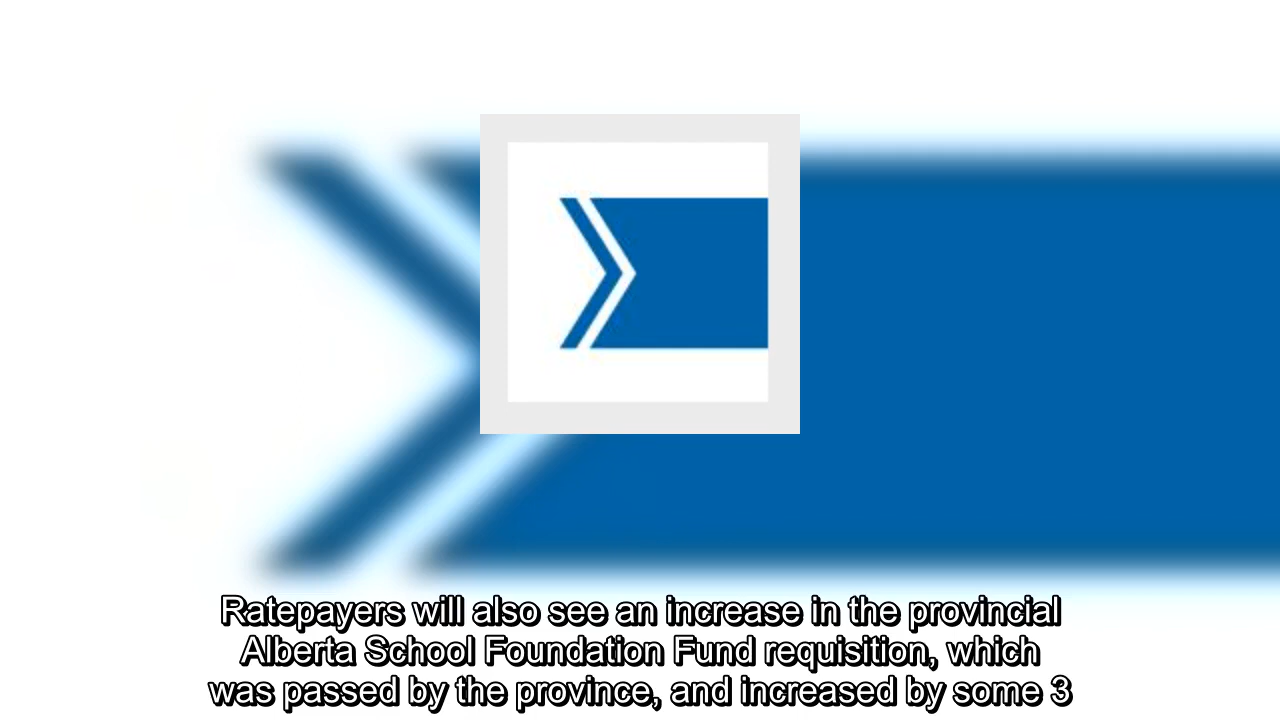 Ratepayers will also see an increase in the provincial
Alberta School Foundation Fund requisition, which
was passed by the province, and increased by some 3